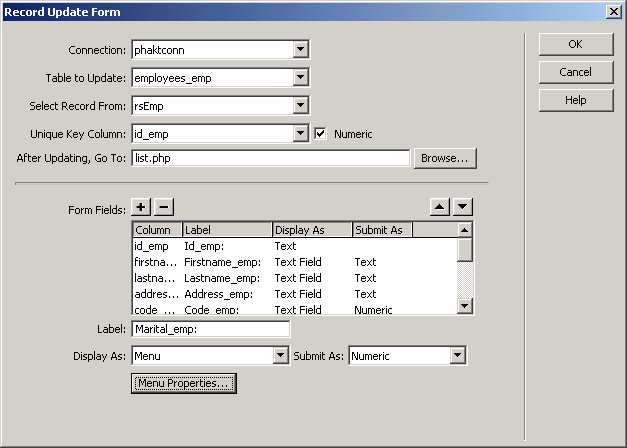 Record Update Form
Connection: phaktconn
OK
Table to Update: employees_emp
Cancel
Select Record From: rsEmp
Help
Unique Key Column: id_emp Numeric
After Updating, Go To: list.php Browse...
Form Fields:
Column Label Display As Submit As
id_emp Id_emp: Text
firstna... Firstname_emp: Text Field Text
lastna... Lastname_emp: Text Field Text
addres... Address_emp: Text Field Text
code_... Code_emp: Text Field Numeric
Label: Marital_emp:
Display As: Menu Submit As: Numeric
Menu Properties...